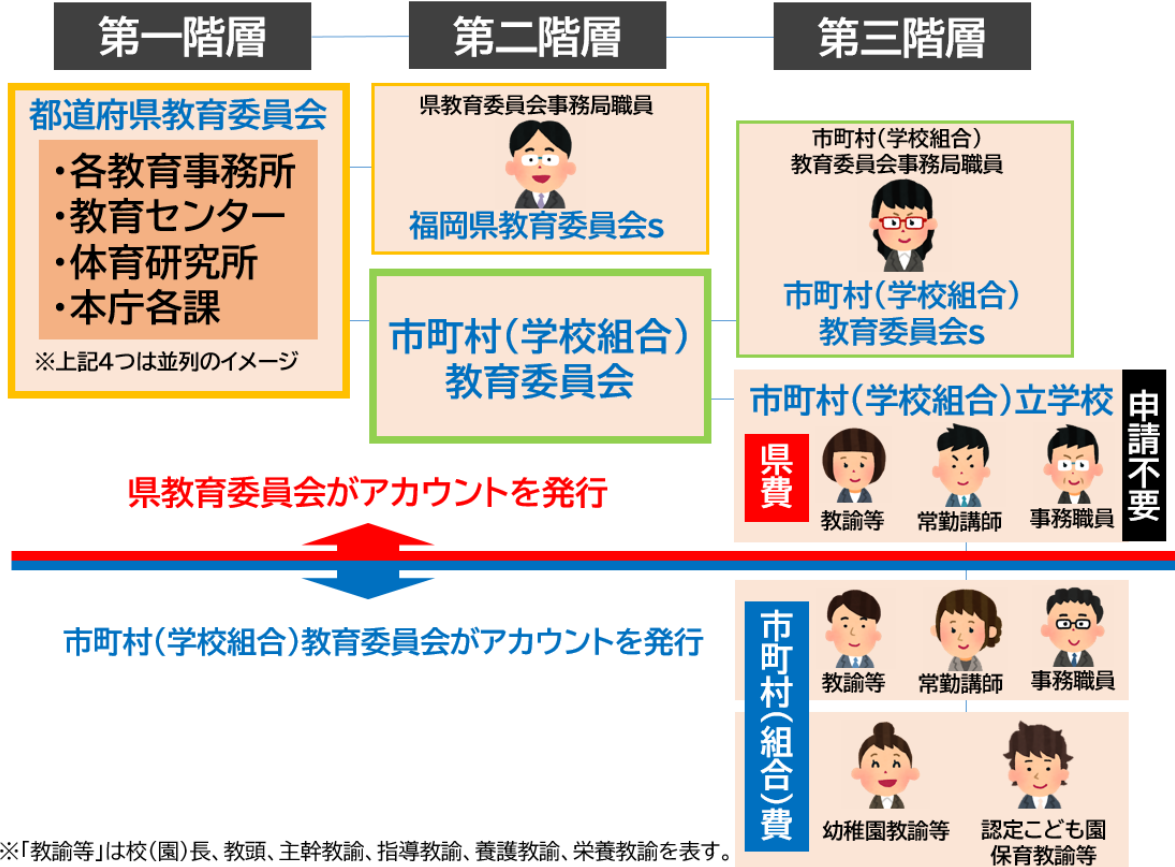 第一階層
第二階層
第三階層
都道府県教育委員会
・各教育事務所
・教育センター
・体育研究所
・本庁各課
※上記4つは並列のイメージ
県教育委員会事務局職員
福岡県教育委員会s
市町村(学校組合)
教育委員会
市町村(学校組合)
教育委員会事務局職員
市町村(学校組合)
教育委員会s
市町村(学校組合)立学校
申請不要
県費
教諭等
常勤講師
事務職員
県教育委員会がアカウントを発行
市町村(学校組合)教育委員会がアカウントを発行
市町村(組合)費
教諭等
常勤講師
事務職員
幼稚園教諭等
認定こども園
保育教諭等
※「教諭等」は校(園)長、教頭、主幹教諭、指導教諭、養護教諭、栄養教諭を表す。